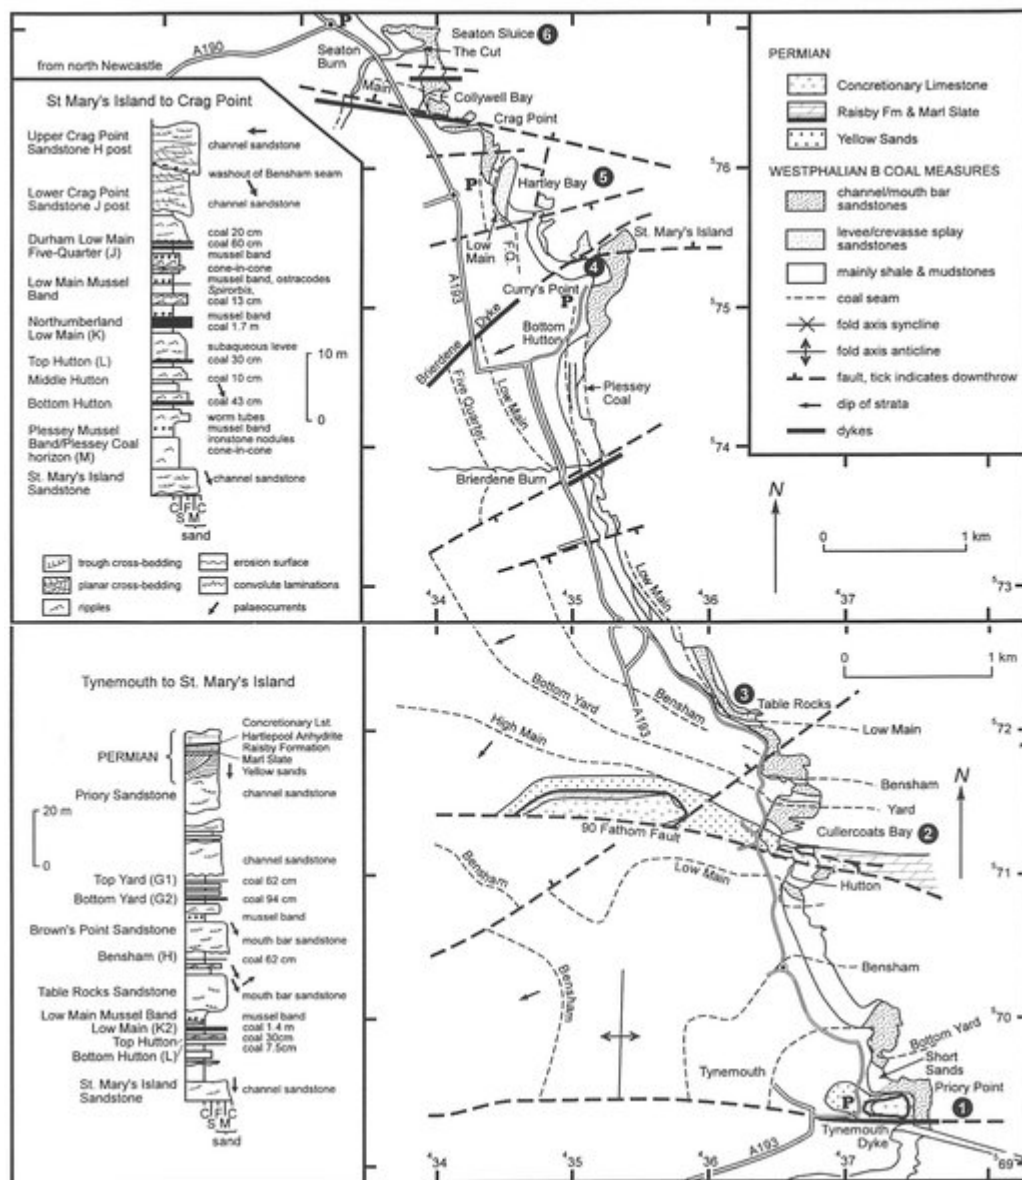 Seaton Sluice 6
The Cut
P
A190
Seaton
Burn
from north Newcastle
Main
Collywell Bay
Crag Point
Hartley Bay 5
P
Low
Main
F.Q.
St. Mary's Island
4
Curry's Point
P
A193
Brierdene Dyke
Bottom
Hutton
Five Quarter
Low Main
Plessey
Coal
Brierdene Burn
Low Main
N
0 1 km
⁵76
⁵75
⁵74
⁵73
⁴34 ⁴35 ⁴36 ⁴37
PERMIAN
Concretionary Limestone
Raisby Fm & Marl Slate
Yellow Sands
WESTPHALIAN B COAL MEASURES
channel/mouth bar
sandstones
levee/crevasse splay
sandstones
mainly shale & mudstones
coal seam
fold axis syncline
fold axis anticline
fault, tick indicates downthrow
dip of strata
dykes
St Mary's Island to Crag Point
Upper Crag Point
Sandstone H post
channel sandstone
washout of Bensham seam
Lower Crag Point
Sandstone J post
channel sandstone
coal 20 cm
Durham Low Main
Five-Quarter (J)
coal 60 cm
mussel band
cone-in-cone
Low Main Mussel
Band
mussel band, ostracodes
Spirorbis,
coal 13 cm
mussel band
Northumberland
Low Main (K)
coal 1.7 m
subaqueous levee
Top Hutton (L)
coal 30 cm
Middle Hutton
coal 10 cm
Bottom Hutton
coal 43 cm
worm tubes
Plessey Mussel
Band/Plessey Coal
horizon (M)
mussel band
ironstone nodules
cone-in-cone
St. Mary's Island
Sandstone
channel sandstone
10 m
0
C F C
S M
sand
trough cross-bedding
planar cross-bedding
ripples
erosion surface
convolute laminations
palaeocurrents
Tynemouth to St. Mary's Island
PERMIAN
Concretionary Lst.
Hartlepool Anhydrite
Raisby Formation
Marl Slate
Yellow sands
Priory Sandstone
channel sandstone
20 m
0
channel sandstone
Top Yard (G1)
coal 62 cm
Bottom Yard (G2)
coal 94 cm
mussel band
Brown's Point Sandstone
mouth bar sandstone
Bensham (H)
coal 62 cm
Table Rocks Sandstone
mouth bar sandstone
Low Main Mussel Band
mussel band
Low Main (K2)
coal 1.4 m
Top Hutton
coal 30cm
Bottom Hutton (L)
coal 7.5cm
St. Mary's Island
Sandstone
channel sandstone
C F C
S M
sand
0 1 km
Bottom Yard
Bensham
A193
3
Table Rocks
Low Main
High Main
⁵72
N
Bensham
Yard
Cullercoats Bay 2
90 Fathom Fault
Low Main
Bensham
Hutton
⁵71
Bensham
Bensham
⁵70
Bottom Yard
Short
Sands
Tynemouth
Priory Point
P
1
Tynemouth
Dyke
A193
⁵69
⁴34 ⁴35 ⁴36 ⁴37